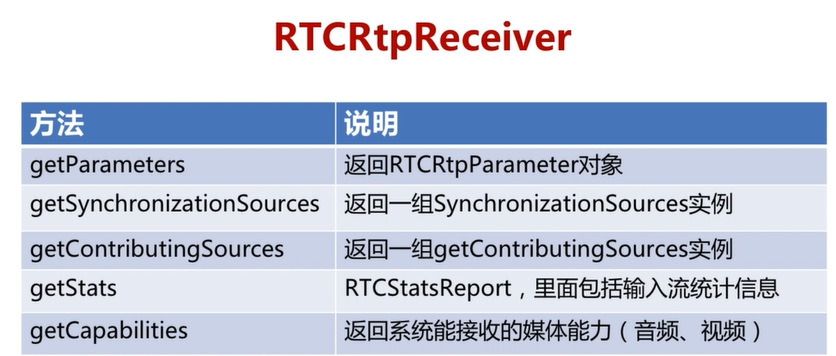 RTCRtpReceiver
方法 说明
getParameters 返回RTCRtpParameter对象
getSynchronizationSources 返回一组SynchronizationSources实例
getContributingSources 返回一组getContributingSources实例
getStats RTCStatsReport，里面包括输入流统计信息
getCapabilities 返回系统能接收的媒体能力（音频、视频）